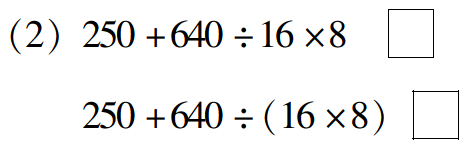 (2) 250 + 640 ÷ 16 × 8 □
250 + 640 ÷ (16 × 8) □